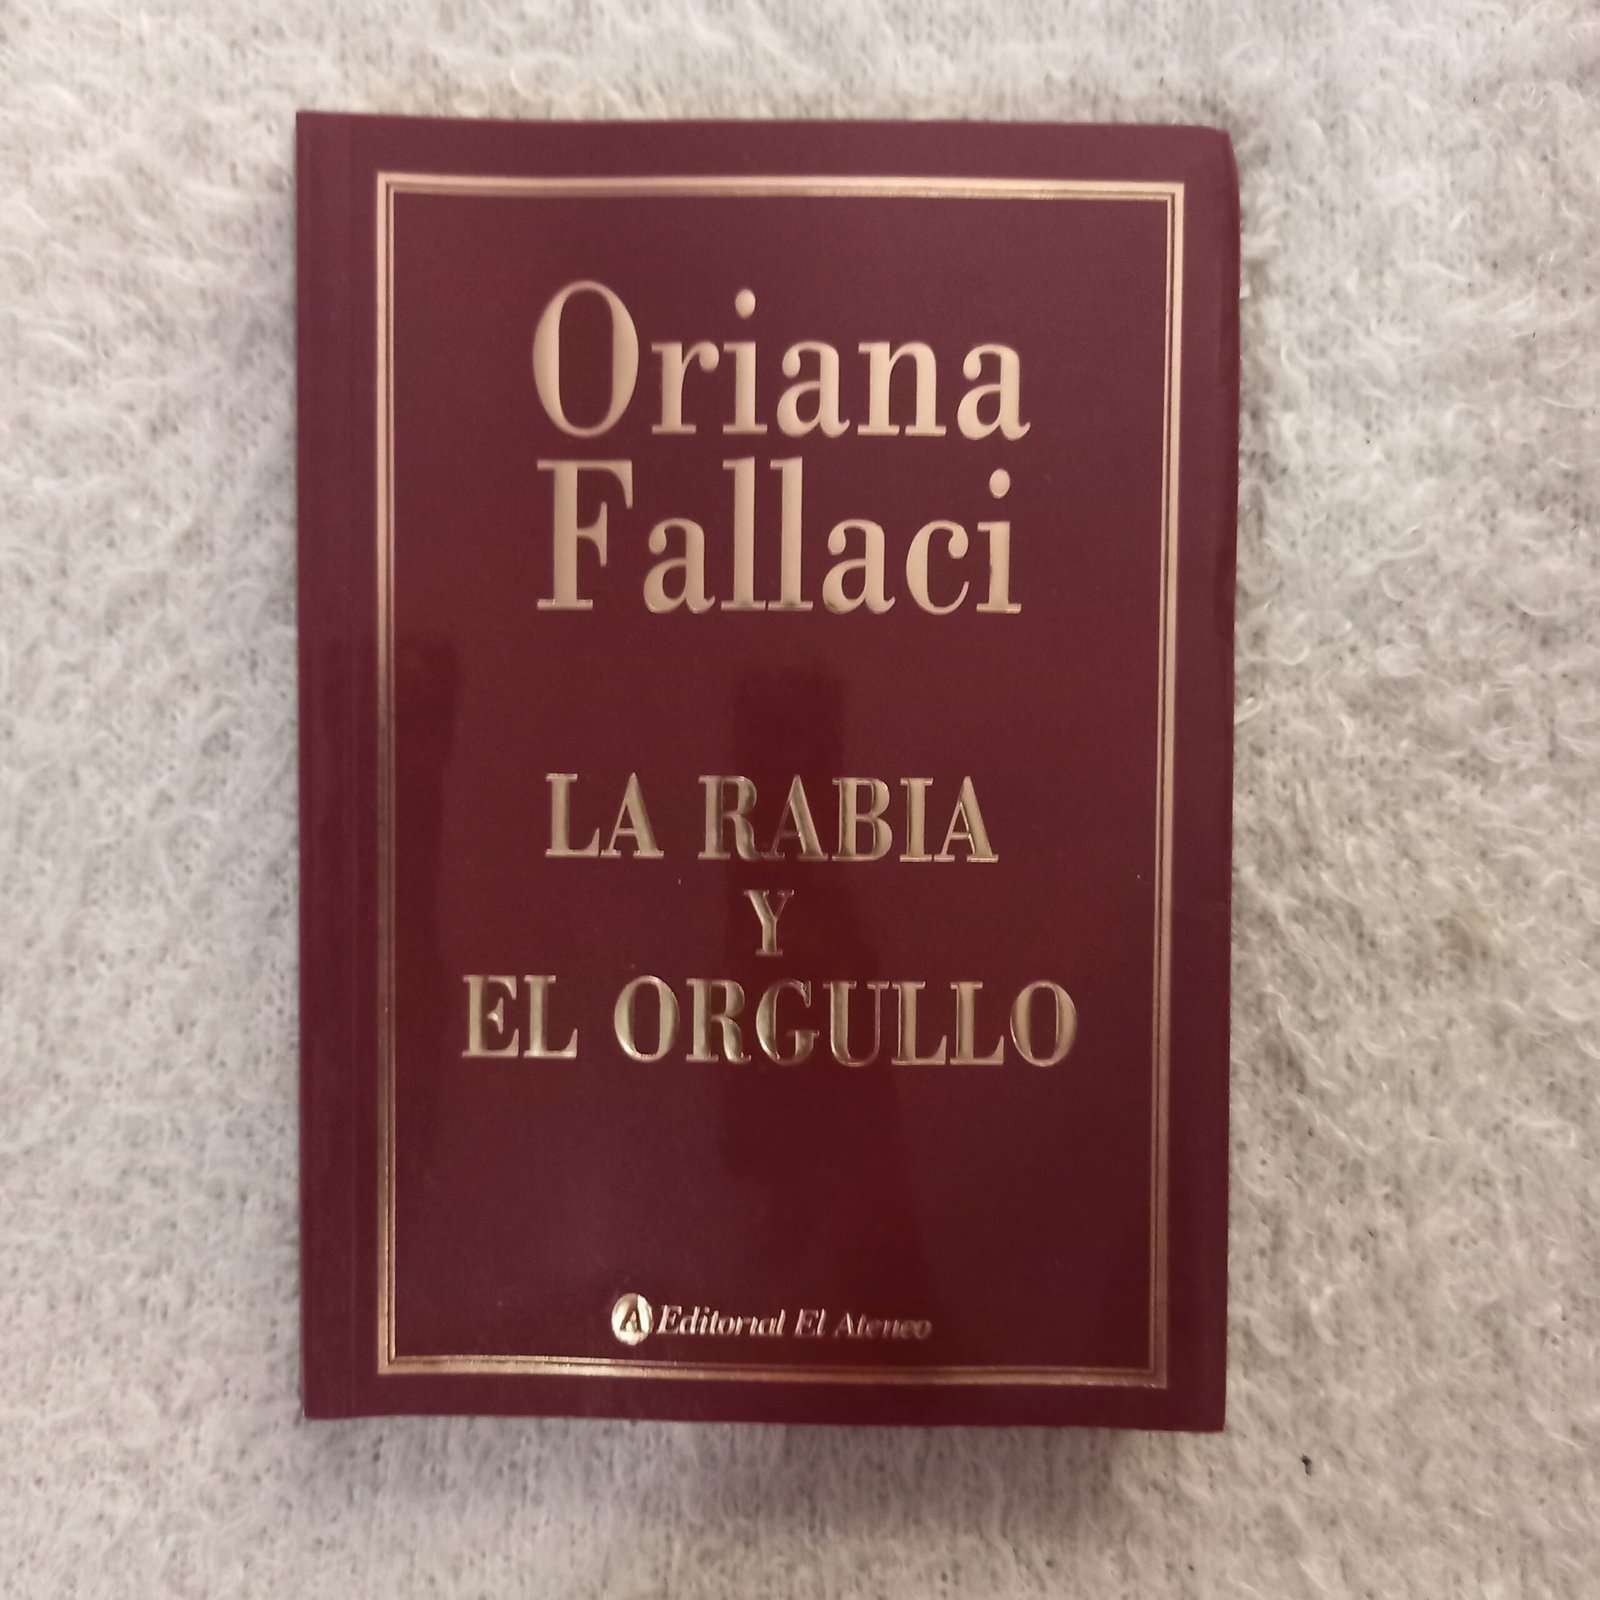 Oriana
Fallaci
LA RABIA
Y
EL ORGULLO
A Editorial El Ateneo